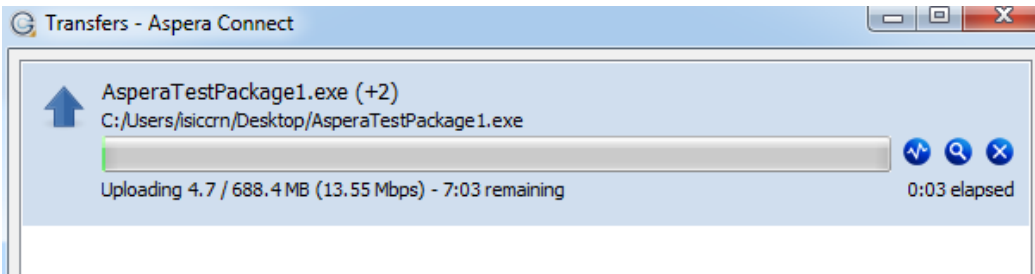 Transfers - Aspera Connect
AsperaTestPackage1.exe (+2)
C:/Users/isiccrn/Desktop/AsperaTestPackage1.exe
Uploading 4.7 / 688.4 MB (13.55 Mbps) - 7:03 remaining 0:03 elapsed